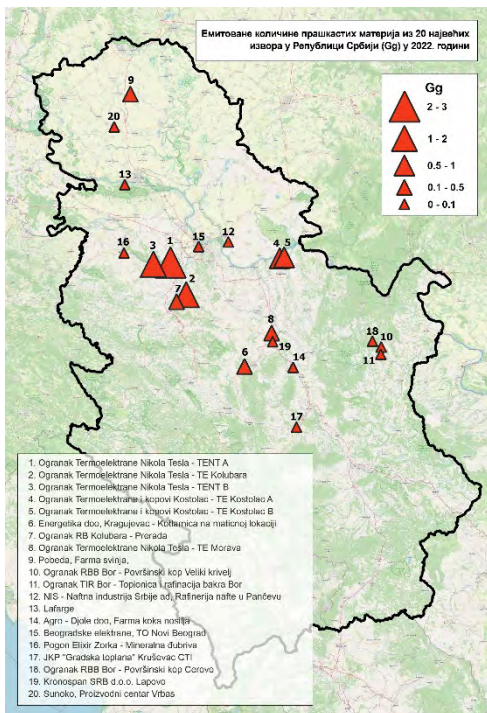 Емитоване количине прашкастих материја из 20 највећих
извора у Републици Србији (Gg) у 2022. години
Gg
2 - 3
1 - 2
0.5 - 1
0.1 - 0.5
0 - 0.1
9
20
13
16
3
1
15
12
4
5
2
7
8
19
6
14
18
10
11
17
1. Ogranak Termoelektrane Nikola Tesla - TENT A
2. Ogranak Termoelektrane Nikola Tesla - TE Kolubara
3. Ogranak Termoelektrane Nikola Tesla - TENT B
4. Ogranak Termoelektrane i kopovi Kostolac - TE Kostolac A
5. Ogranak Termoelektrane i kopovi Kostolac - TE Kostolac B
6. Energetika doo, Kragujevac - Kotlarnica na maticnoj lokaciji
7. Ogranak RB Kolubara - Prerada
8. Ogranak Termoelektrane Nikola Tesla - TE Morava
9. Pobeda, Farma svinja,
10. Ogranak RBB Bor - Površinski kop Veliki krivelj
11. Ogranak TIR Bor - Topionica i rafinacija bakra Bor
12. NIS - Naftna industrija Srbije ad, Rafinerija nafte u Pančevu
13. Lafarge
14. Agro - Djole doo, Farma koka nosilja
15. Beogradske elektrane, TO Novi Beograd
16. Pogon Elixir Zorka - Mineralna đubriva
17. JKP "Gradska toplana" Kruševac CTI
18. Ogranak RBB Bor - Površinski kop Cerovo
19. Kronospan SRB d.o.o. Lapovo
20. Sunoko, Proizvodni centar Vrbas